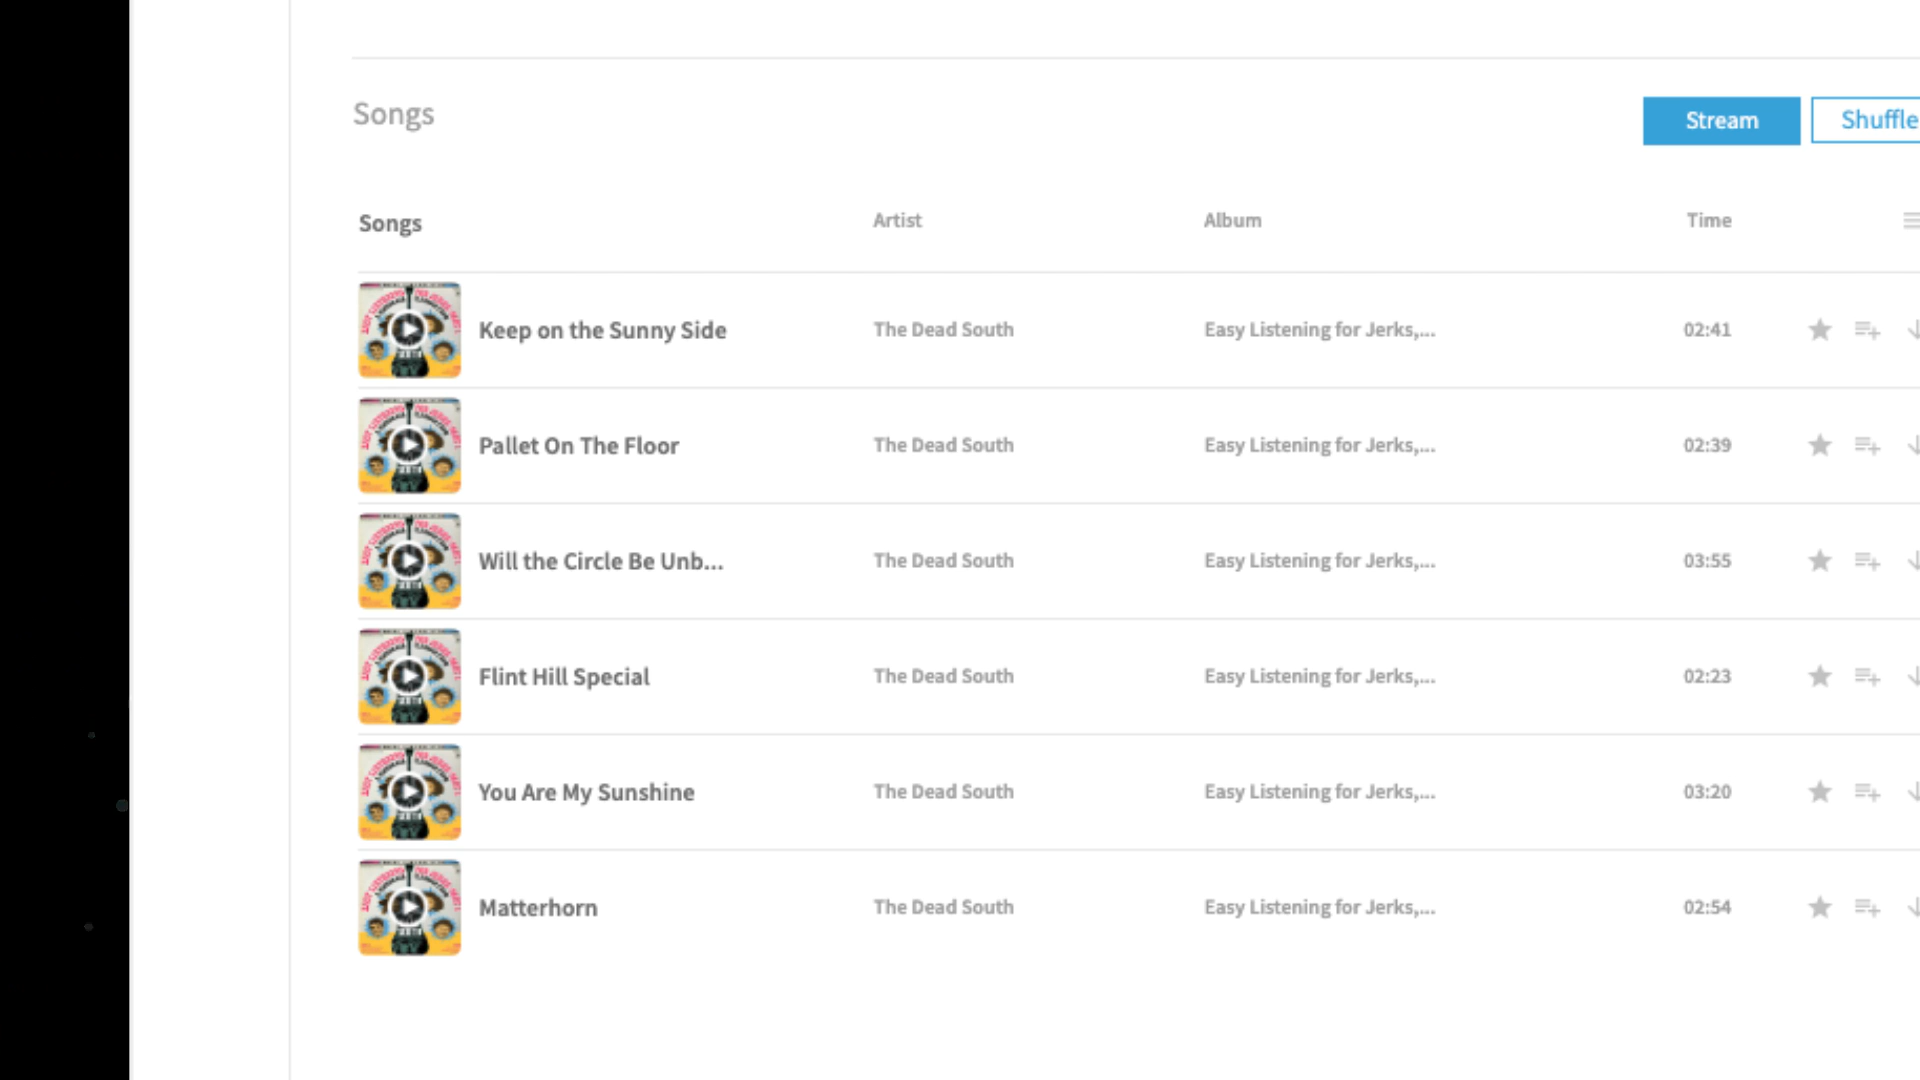 Songs
Stream Shuffle
Songs Artist Album Time
Keep on the Sunny Side The Dead South Easy Listening for Jerks,... 02:41
Pallet On The Floor The Dead South Easy Listening for Jerks,... 02:39
Will the Circle Be Unb... The Dead South Easy Listening for Jerks,... 03:55
Flint Hill Special The Dead South Easy Listening for Jerks,... 02:23
You Are My Sunshine The Dead South Easy Listening for Jerks,... 03:20
Matterhorn The Dead South Easy Listening for Jerks,... 02:54